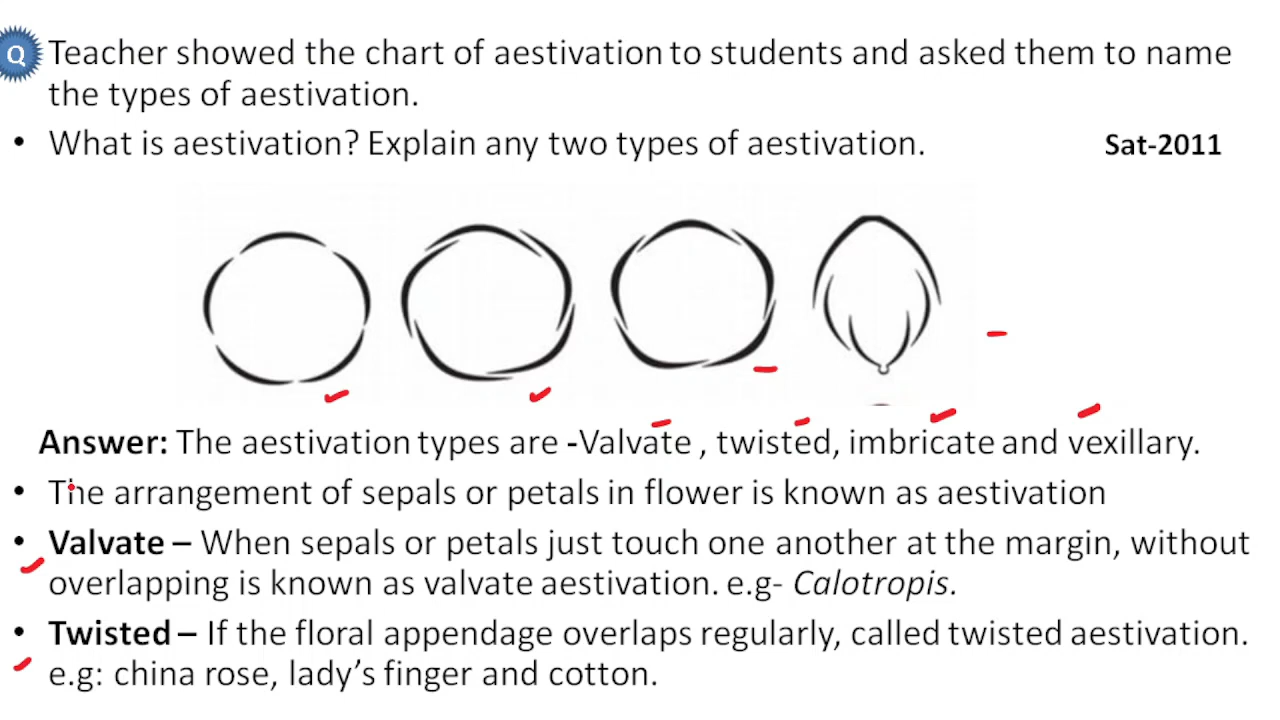 Q Teacher showed the chart of aestivation to students and asked them to name
the types of aestivation.
• What is aestivation? Explain any two types of aestivation. Sat-2011
Answer: The aestivation types are -Valvate , twisted, imbricate and vexillary.
• The arrangement of sepals or petals in flower is known as aestivation
• Valvate – When sepals or petals just touch one another at the margin, without
overlapping is known as valvate aestivation. e.g- Calotropis.
• Twisted – If the floral appendage overlaps regularly, called twisted aestivation.
e.g: china rose, lady’s finger and cotton.